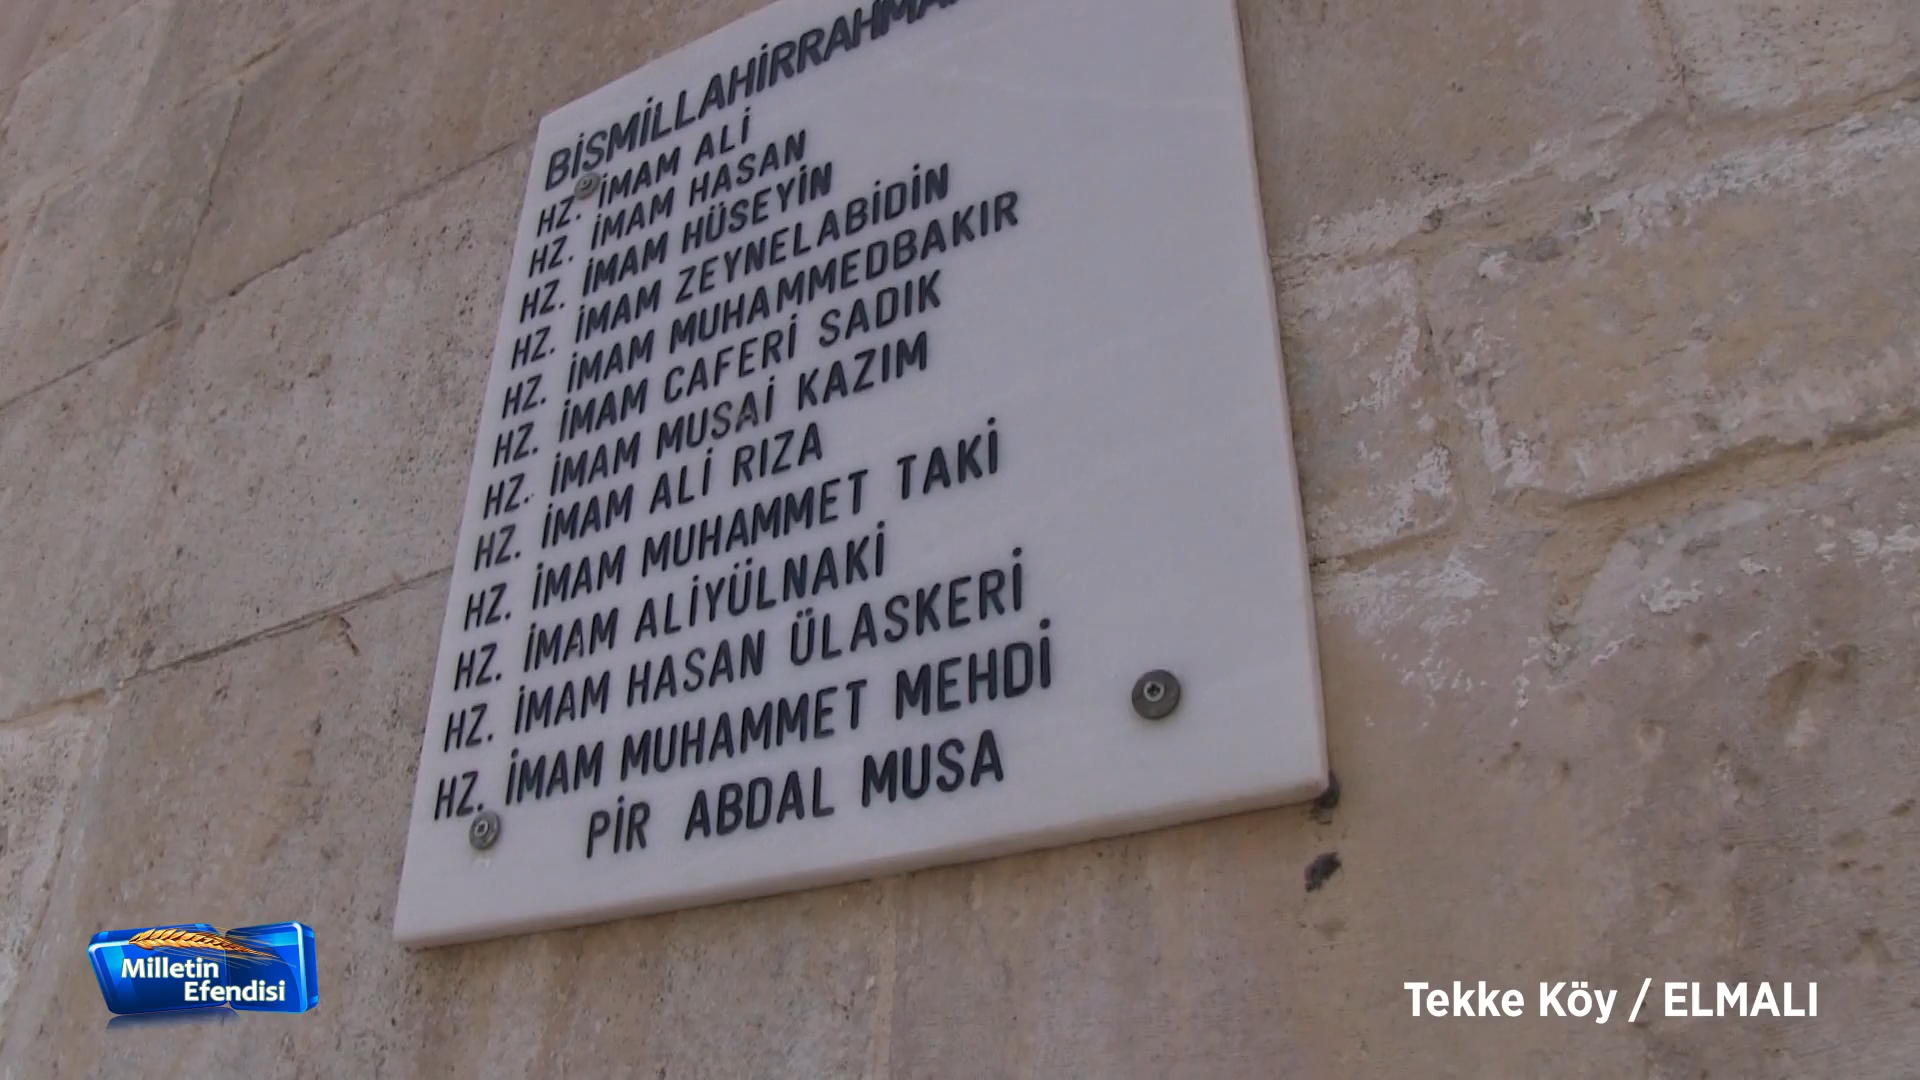 BİSMİLLAHİRRAHMA
HZ. İMAM ALİ
HZ. İMAM HASAN
HZ. İMAM HÜSEYİN
HZ. İMAM ZEYNELABİDİN
HZ. İMAM MUHAMMEDBAKIR
HZ. İMAM CAFERİ SADIK
HZ. İMAM MUSAİ KAZIM
HZ. İMAM ALİ RIZA
HZ. İMAM MUHAMMET TAKİ
HZ. İMAM ALİYÜLNAKİ
HZ. İMAM HASAN ÜLASKERİ
HZ. İMAM MUHAMMET MEHDİ
PİR ABDAL MUSA
Milletin
Efendisi
Tekke Köy / ELMALI